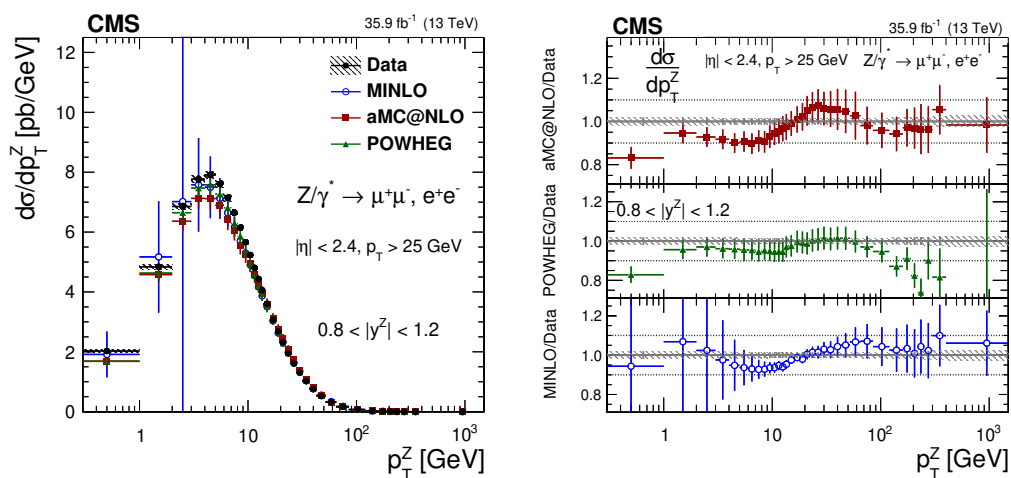 CMS
35.9 fb⁻¹ (13 TeV)
dσ/dp_T^Z [pb/GeV]
12
10
8
6
4
2
0
Data
MINLO
aMC@NLO
POWHEG
Z/γ* → μ⁺μ⁻, e⁺e⁻
|η| < 2.4, p_T > 25 GeV
0.8 < |y^Z| < 1.2
1 10 10² 10³
p_T^Z [GeV]
CMS
35.9 fb⁻¹ (13 TeV)
dσ/dp_T^Z
|η| < 2.4, p_T > 25 GeV Z/γ* → μ⁺μ⁻, e⁺e⁻
aMC@NLO/Data
1.2
1.0
0.8
0.8 < |y^Z| < 1.2
POWHEG/Data
1.2
1.0
0.8
MINLO/Data
1.2
1.0
0.8
1 10 10² 10³
p_T^Z [GeV]